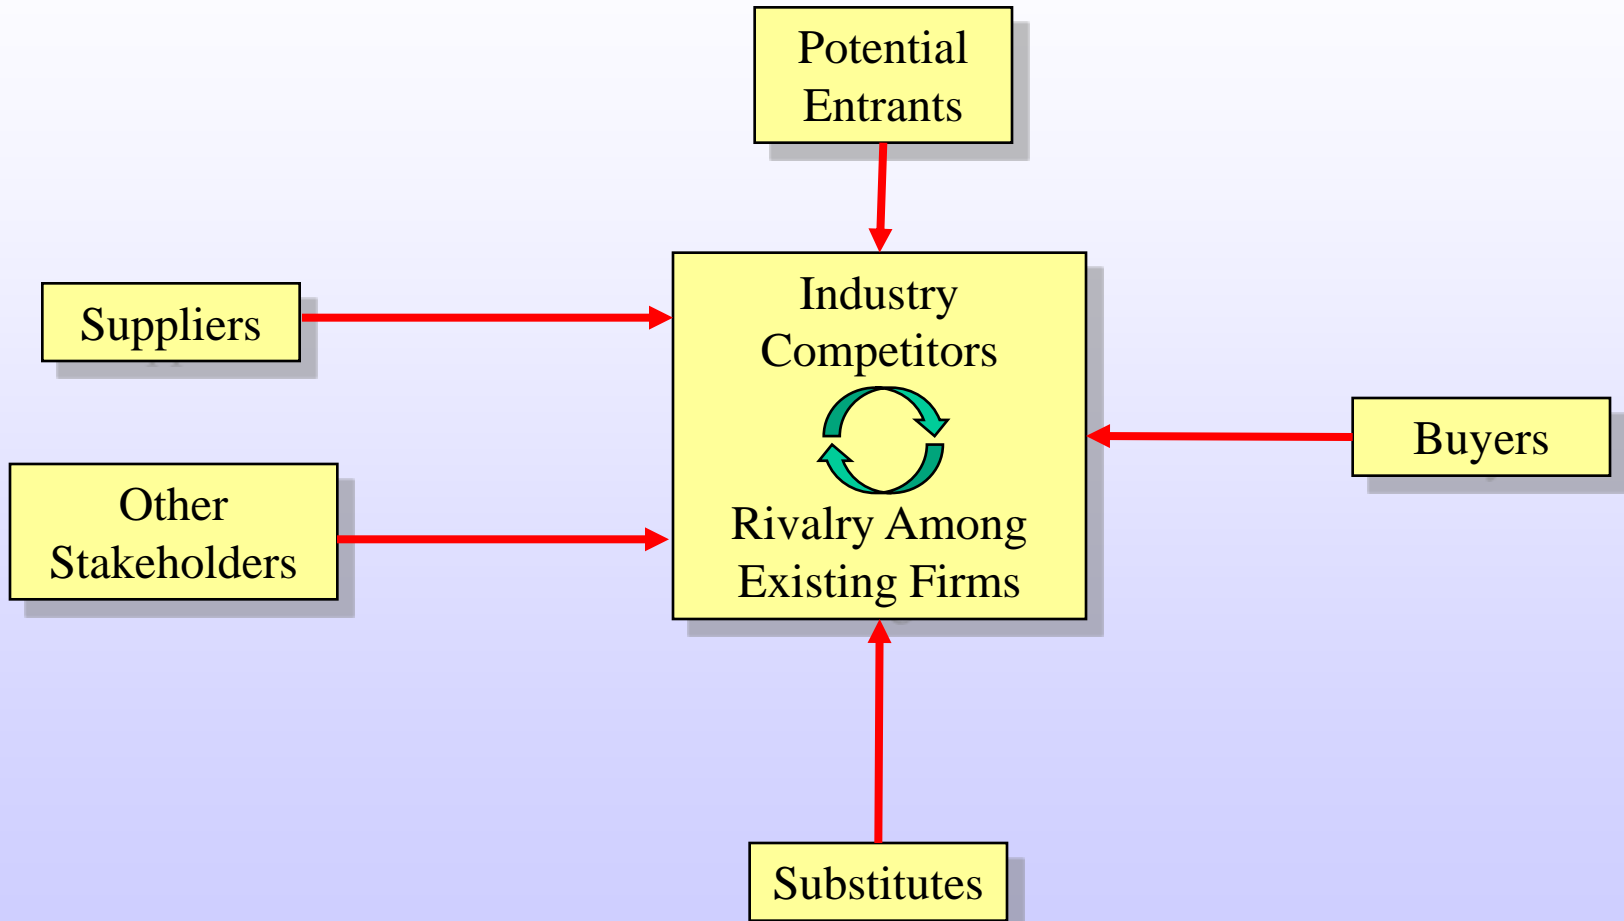 Potential
Entrants
Suppliers
Industry
Competitors
Buyers
Other
Stakeholders
Rivalry Among
Existing Firms
Substitutes